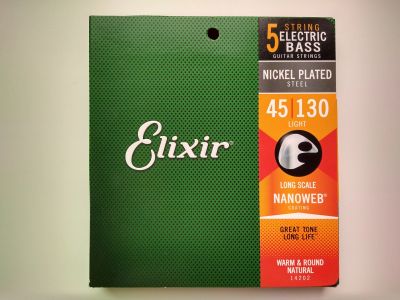 5 STRING
ELECTRIC
BASS
GUITAR STRINGS
NICKEL PLATED
STEEL
45 | 130
LIGHT
Elixir®
LONG SCALE
NANOWEB®
COATING
GREAT TONE
LONG LIFE
WARM & ROUND
NATURAL
14202